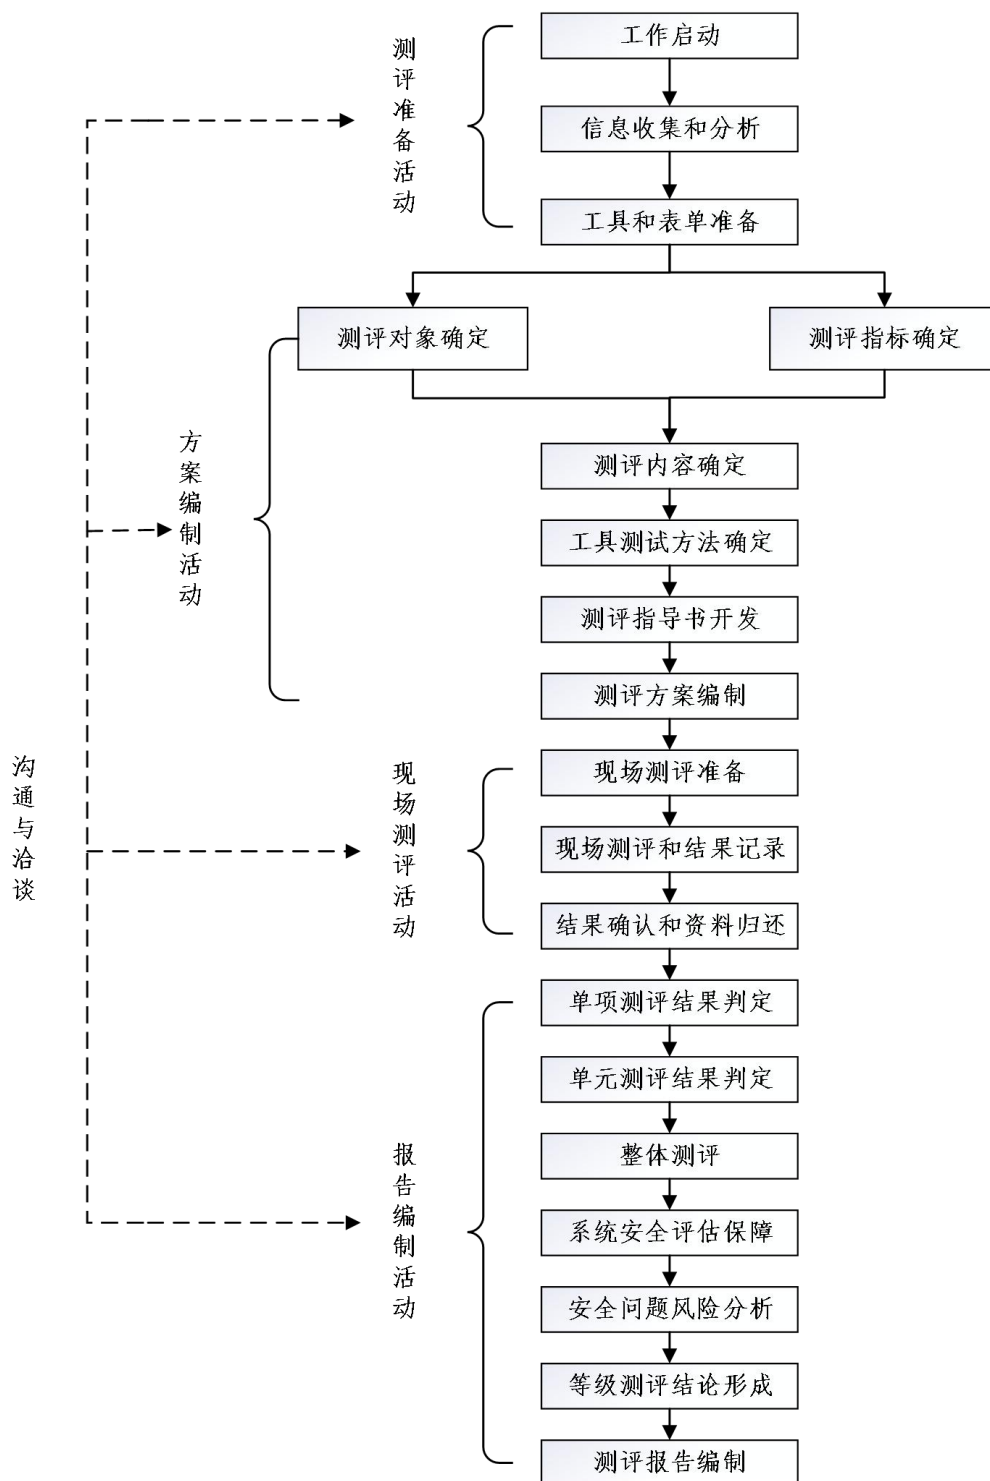 工作启动
测评准备活动
信息收集和分析
工具和表单准备
测评对象确定
测评指标确定
方案编制活动
测评内容确定
工具测试方法确定
测评指导书开发
测评方案编制
沟通与洽谈
现场测评活动
现场测评准备
现场测评和结果记录
结果确认和资料归还
报告编制活动
单项测评结果判定
单元测评结果判定
整体测评
系统安全评估保障
安全问题风险分析
等级测评结论形成
测评报告编制